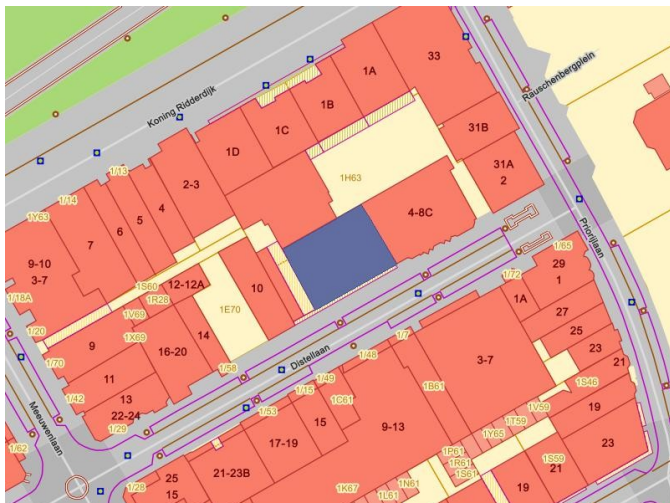 33
1A
Koning Ridderdijk
1B
Rauschenbergplein
1C
31B
1D
1/13
31A
2
2-3
1H63
1/14
4
5
1Y63
6
4-8C
7
Priorijlaan
9-10
3-7
1/65
29
1
1S60
12-12A
1/72
1/18A
1R28
10
1A
1V69
1E70
27
1/20
9
14
25
1X69
16-20
1/7
23
Distellaan
1/48
3-7
21
1/70
11
1/58
1/49
1B61
1S46
1/42
13
1/15
1C61
19
Meeuwenlaan
22-24
1/53
15
1V59
1/29
9-13
1T59
17-19
1Y65
23
1/62
1P61
21-23B
1R61
1S59
25
1S61
21
15
1N61
19
1/28
1K67
1L61